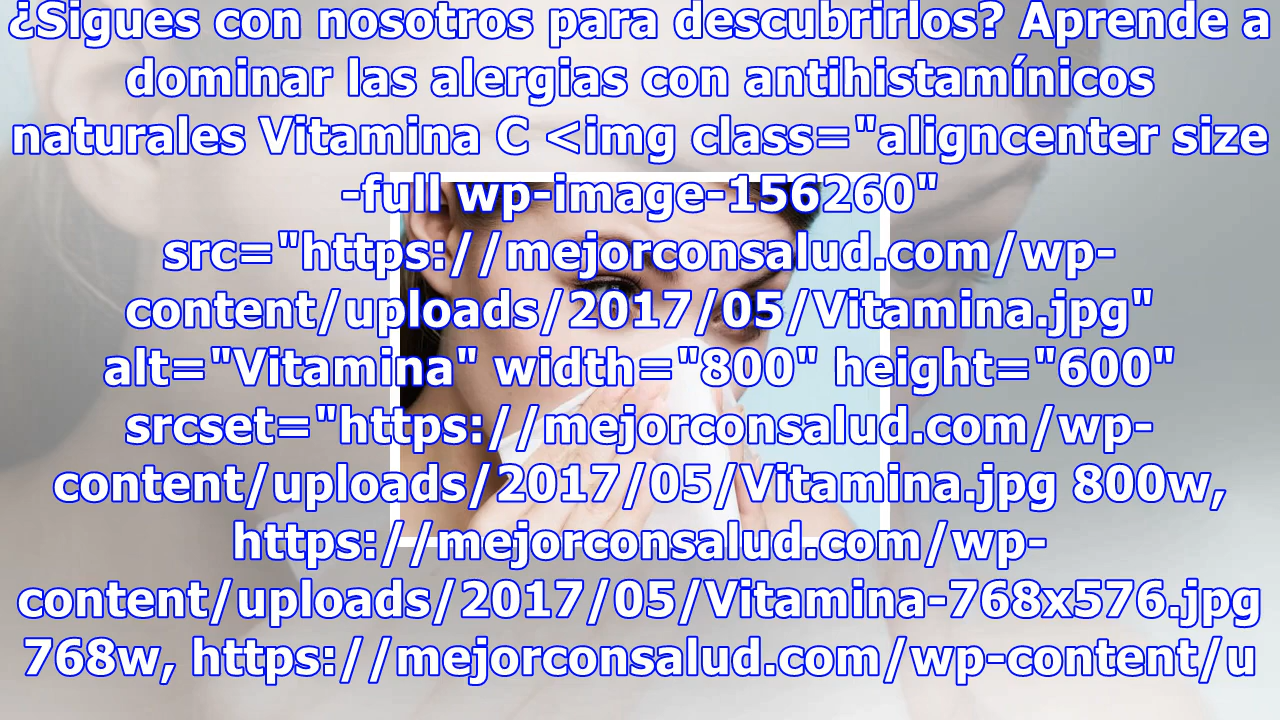 ¿Sigues con nosotros para descubrirlos? Aprende a
dominar las alergias con antihistamínicos
naturales Vitamina C <img class="aligncenter size
-full wp-image-156260"
src="https://mejorconsalud.com/wp-
content/uploads/2017/05/Vitamina.jpg"
alt="Vitamina" width="800" height="600"
srcset="https://mejorconsalud.com/wp-
content/uploads/2017/05/Vitamina.jpg 800w,
https://mejorconsalud.com/wp-
content/uploads/2017/05/Vitamina-768x576.jpg
768w, https://mejorconsalud.com/wp-content/u